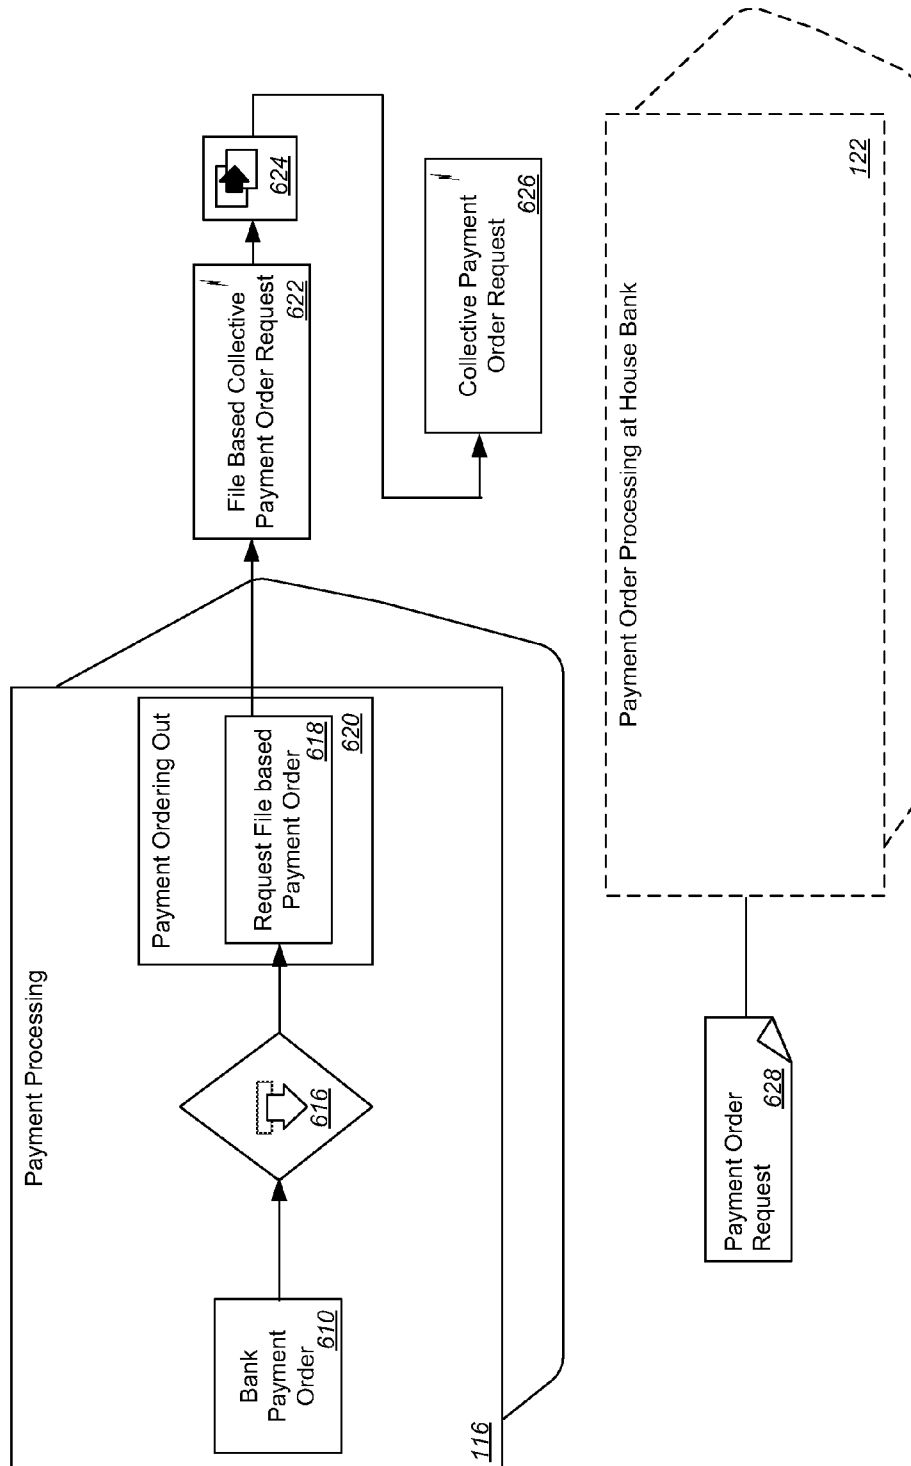 Payment Processing
116
Bank
Payment
Order
610
616
Payment Ordering Out
Request File based
Payment Order
618
620
File Based Collective
Payment Order Request
622
624
Collective Payment
Order Request
626
Payment Order
Request
628
Payment Order Processing at House Bank
122